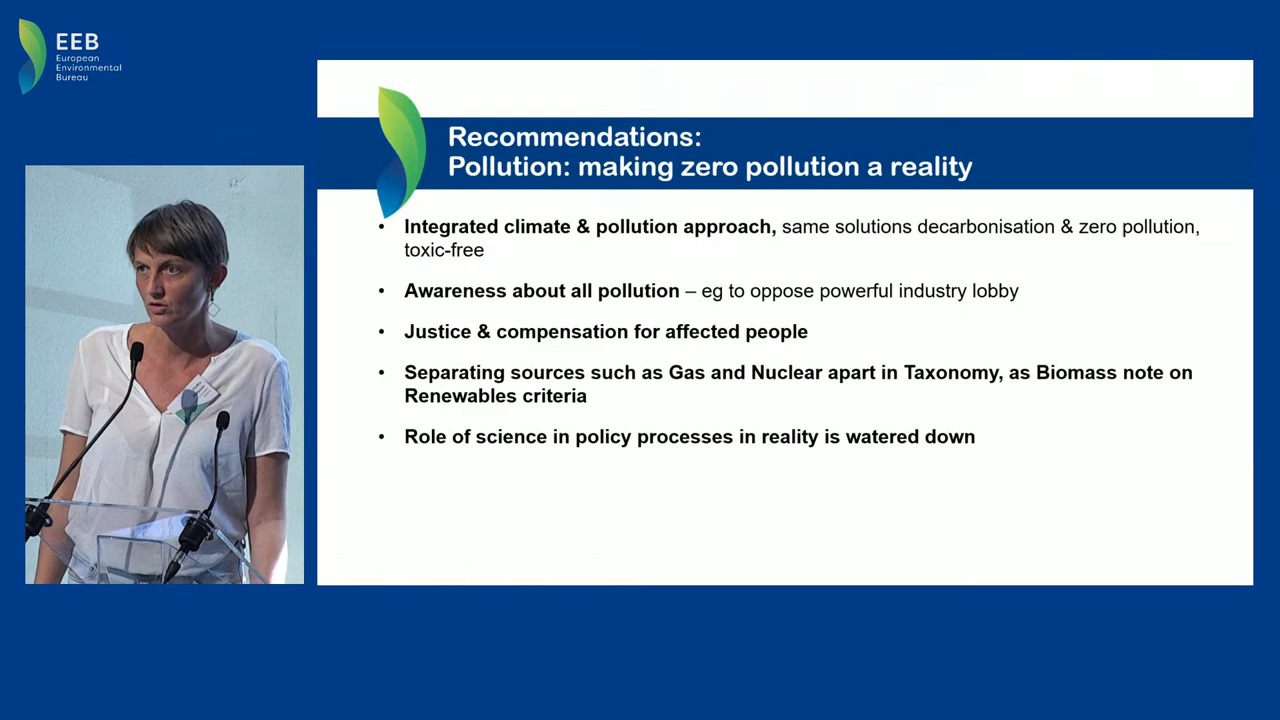 EEB
European
Environmental
Bureau
Recommendations:
Pollution: making zero pollution a reality
• Integrated climate & pollution approach, same solutions decarbonisation & zero pollution,
toxic-free
• Awareness about all pollution – eg to oppose powerful industry lobby
• Justice & compensation for affected people
• Separating sources such as Gas and Nuclear apart in Taxonomy, as Biomass note on
Renewables criteria
• Role of science in policy processes in reality is watered down